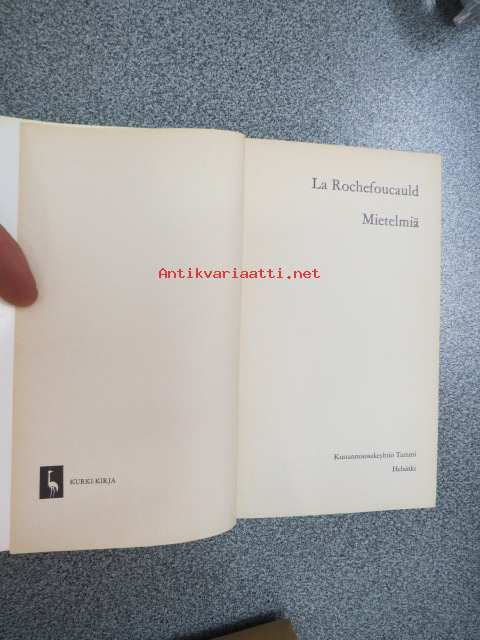 La Rochefoucauld
Mietelmiä
Antikvariaatti.net
KURKI-KIRJA
Kustannusosakeyhtiö Tammi
Helsinki